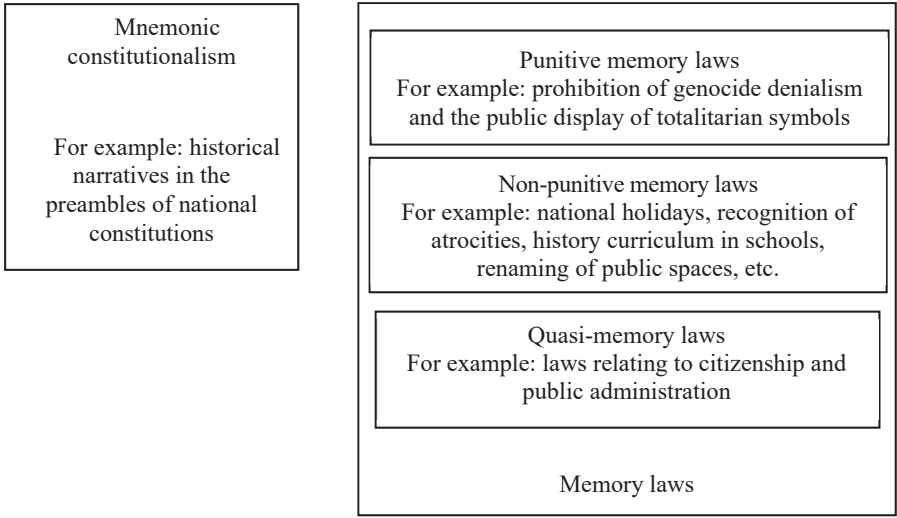 Mnemonic
constitutionalism
For example: historical
narratives in the
preambles of national
constitutions
Punitive memory laws
For example: prohibition of genocide denialism
and the public display of totalitarian symbols
Non-punitive memory laws
For example: national holidays, recognition of
atrocities, history curriculum in schools,
renaming of public spaces, etc.
Quasi-memory laws
For example: laws relating to citizenship and
public administration
Memory laws